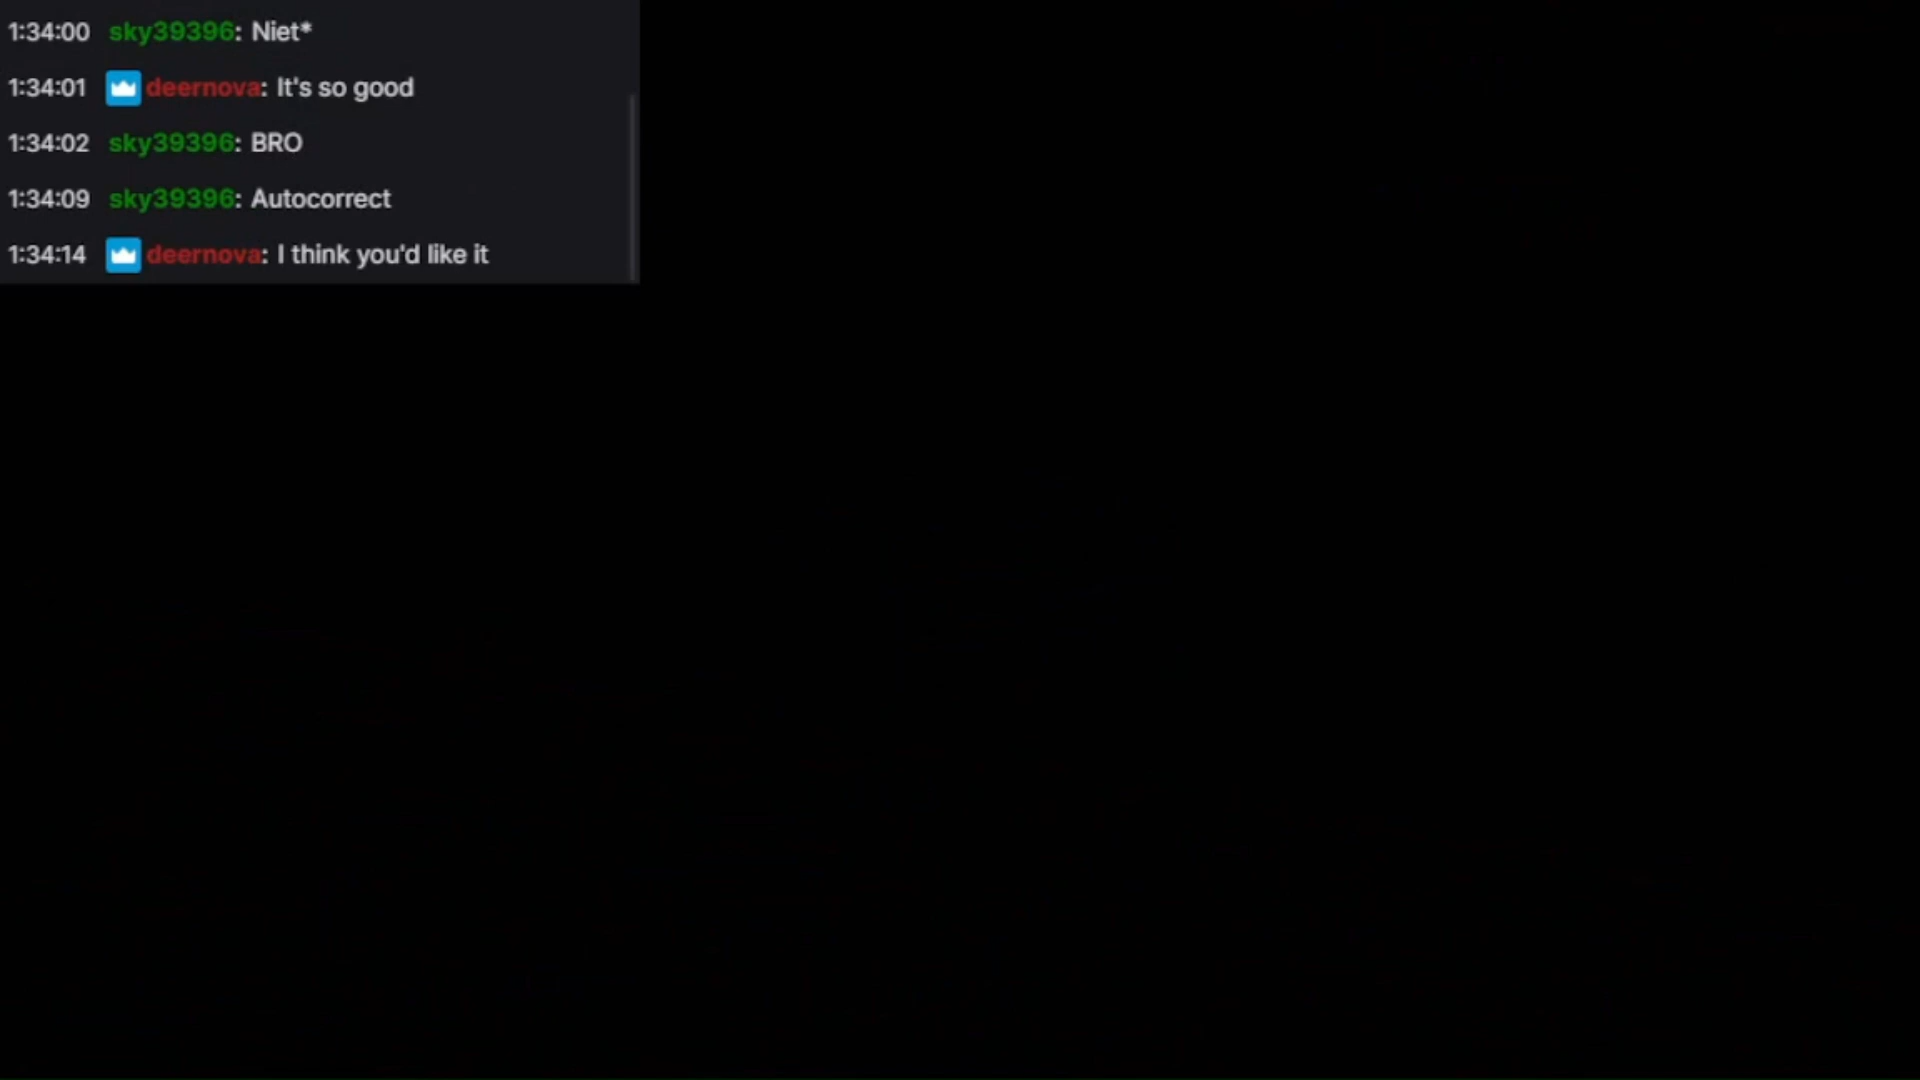 1:34:00 sky39396: Niet*
1:34:01 deernova: It's so good
1:34:02 sky39396: BRO
1:34:09 sky39396: Autocorrect
1:34:14 deernova: I think you'd like it